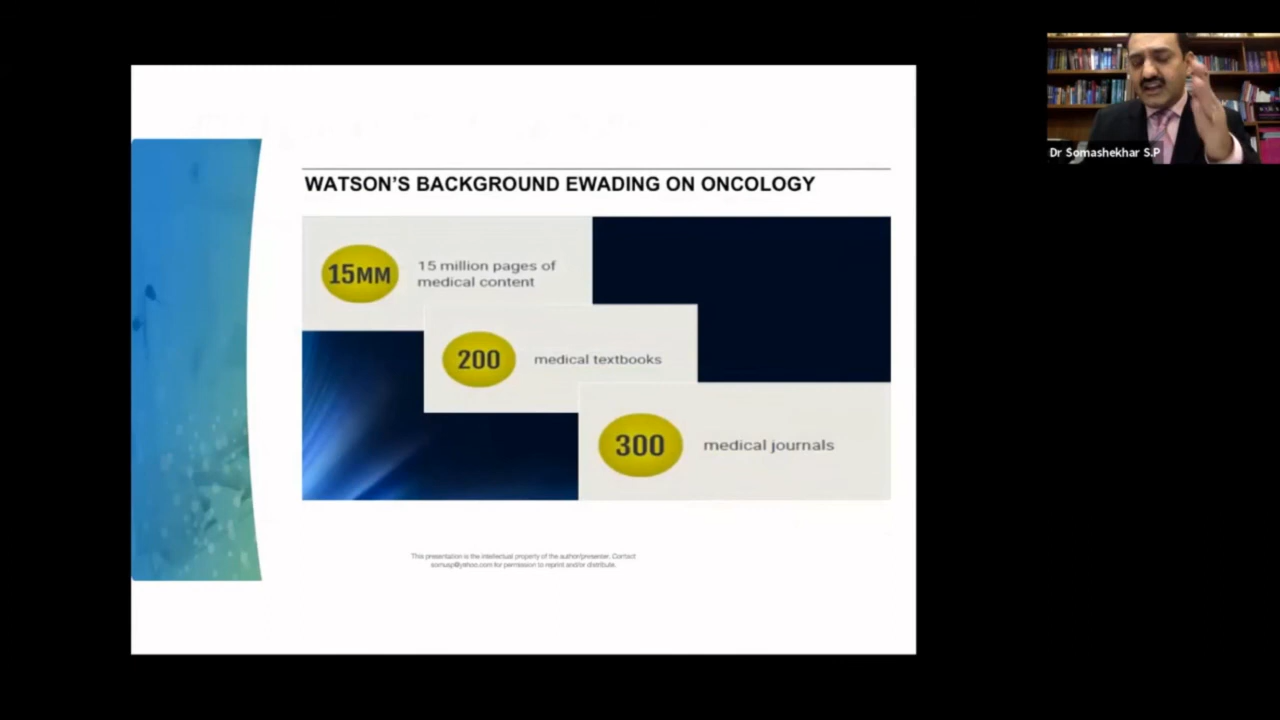 WATSON'S BACKGROUND EWADING ON ONCOLOGY
15MM
15 million pages of
medical content
200
medical textbooks
300
medical journals
This presentation is the intellectual property of the author/presenter. Contact
somusp@yahoo.com for permission to reprint and/or distribute.
Dr Somashekhar S.P